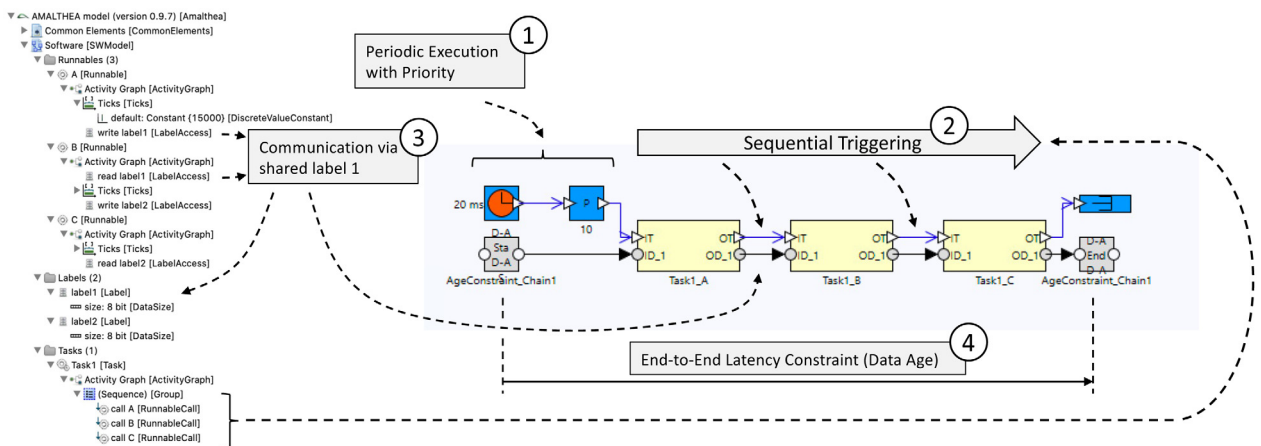 AMALTHEA model (version 0.9.7) [Amalthea]
Common Elements [CommonElements]
Software [SWModel]
Runnables (3)
A [Runnable]
Activity Graph [ActivityGraph]
Ticks [Ticks]
default: Constant {15000} [DiscreteValueConstant]
write label1 [LabelAccess]
B [Runnable]
Activity Graph [ActivityGraph]
read label1 [LabelAccess]
Ticks [Ticks]
write label2 [LabelAccess]
C [Runnable]
Activity Graph [ActivityGraph]
Ticks [Ticks]
read label2 [LabelAccess]
Labels (2)
label1 [Label]
size: 8 bit [DataSize]
label2 [Label]
size: 8 bit [DataSize]
Tasks (1)
Task1 [Task]
Activity Graph [ActivityGraph]
(Sequence) [Group]
call A [RunnableCall]
call B [RunnableCall]
call C [RunnableCall]
1
Periodic Execution
with Priority
2
Sequential Triggering
3
Communication via
shared label 1
20 ms
P
10
D-A
Sta
D-A
S
AgeConstraint_Chain1
IT
OT
ID_1
OD_1
Task1_A
IT
OT
ID_1
OD_1
Task1_B
IT
OT
ID_1
OD_1
Task1_C
D-A
End
D-A
AgeConstraint_Chain1
4
End-to-End Latency Constraint (Data Age)